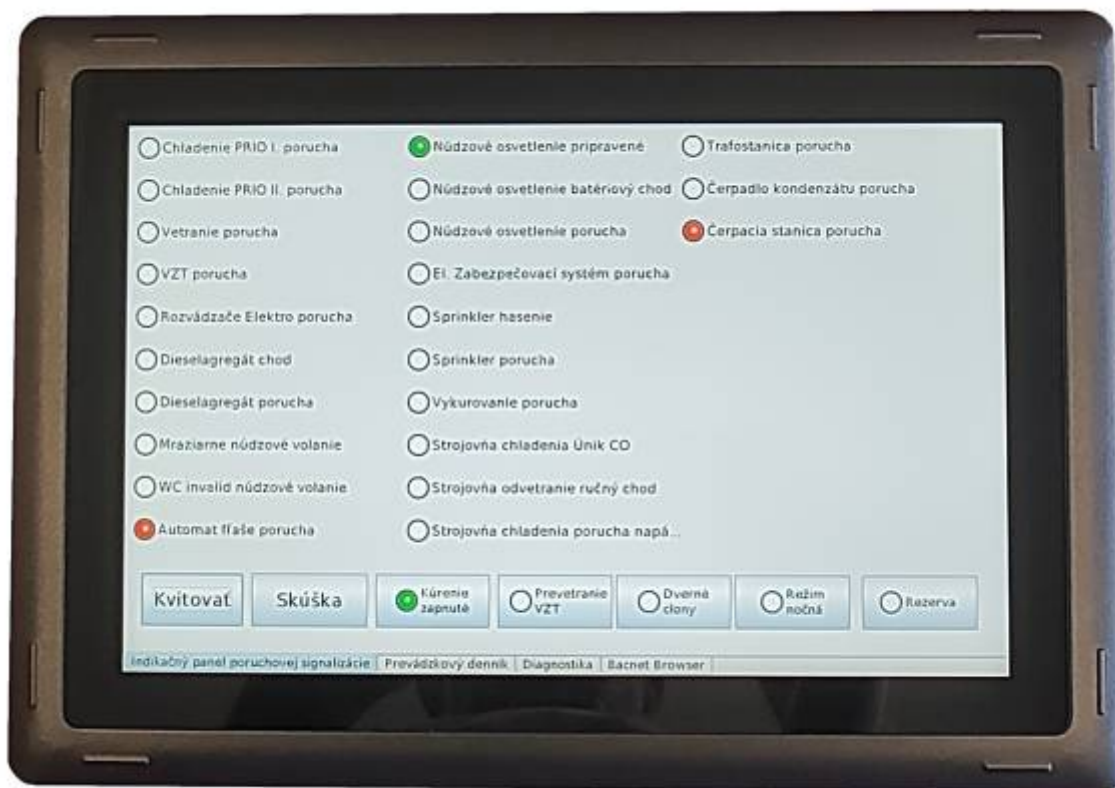 Chladenie PRIO I. porucha
Chladenie PRIO II. porucha
Vetranie porucha
VZT porucha
Rozvádzače Elektro porucha
Dieselagregát chod
Dieselagregát porucha
Mraziarne núdzové volanie
WC invalid núdzové volanie
Automat fľaše porucha
Núdzové osvetlenie pripravené
Núdzové osvetlenie batériový chod
Núdzové osvetlenie porucha
El. Zabezpečovací systém porucha
Sprinkler hasenie
Sprinkler porucha
Vykurovanie porucha
Strojovňa chladenia Únik CO
Strojovňa odvetranie ručný chod
Strojovňa chladenia porucha napá...
Trafostanica porucha
Čerpadlo kondenzátu porucha
Čerpacia stanica porucha
Kvitovať
Skúška
Kúrenie
zapnuté
Prevetranie
VZT
Dverné
clony
Režim
nočná
Rezerva
Indikačný panel poruchovej signalizácie
Prevádzkový denník
Diagnostika
Bacnet Browser